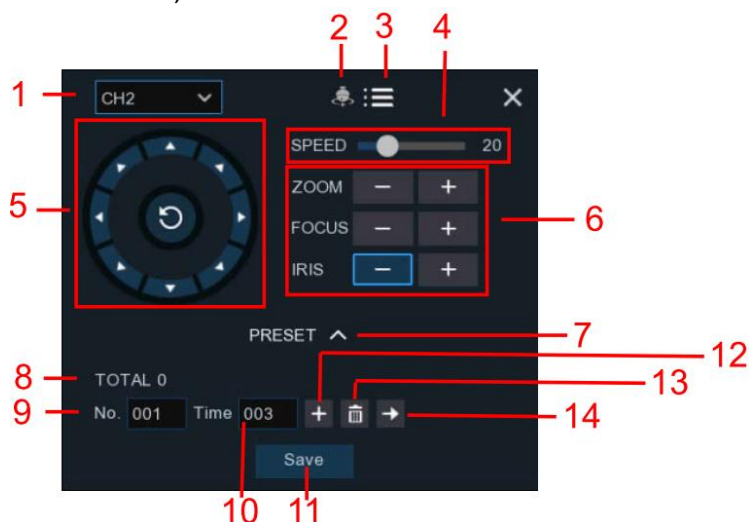 2 3 4
1 CH2
SPEED 20
ZOOM − +
5 FOCUS − + 6
IRIS − +
PRESET 7
12
8 TOTAL 0 13
9 No. 001 Time 003 + 14
Save
10 11